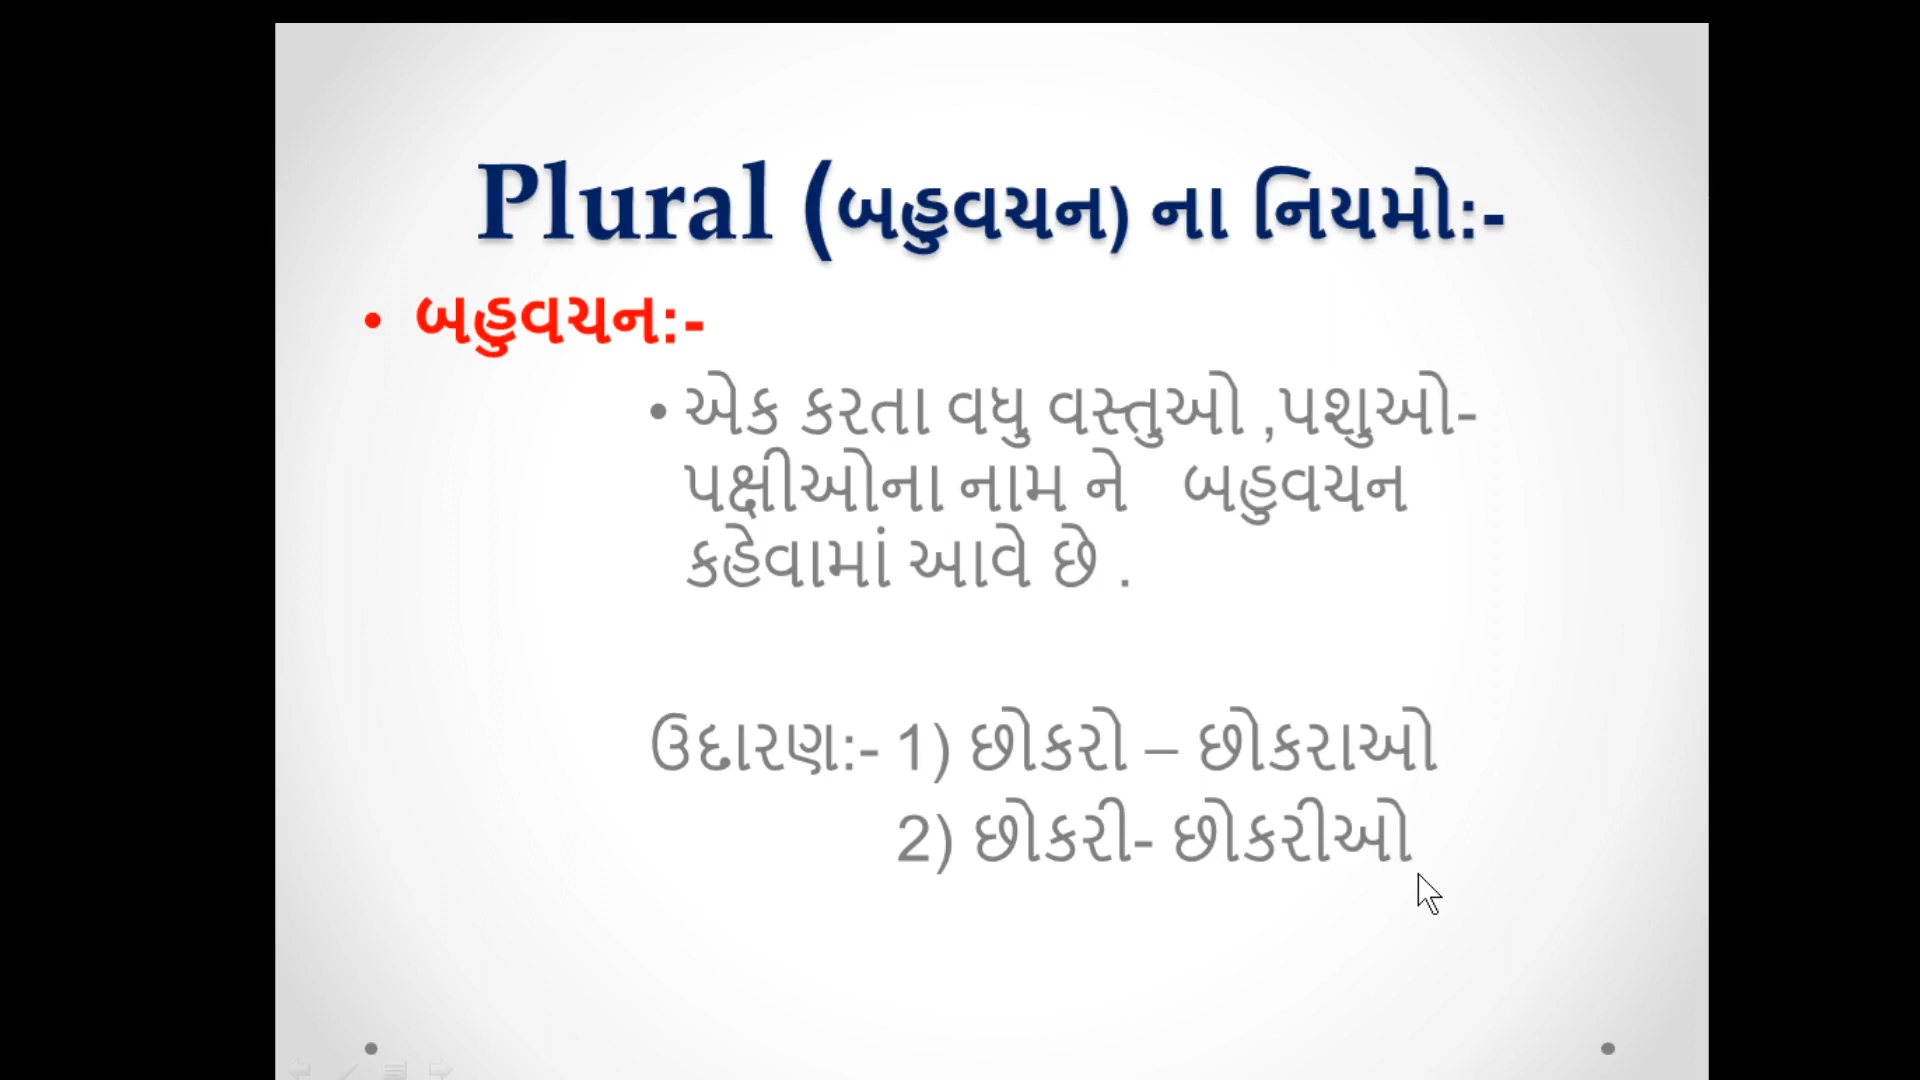 Plural (બહુવચન) ના નિયમો:-
• બહુવચન:-
• એક કરતા વધુ વસ્તુઓ ,પશુઓ-
પક્ષીઓના નામ ને બહુવચન
કહેવામાં આવે છે .
ઉદારણ:- 1) છોકરો – છોકરાઓ
2) છોકરી- છોકરીઓ